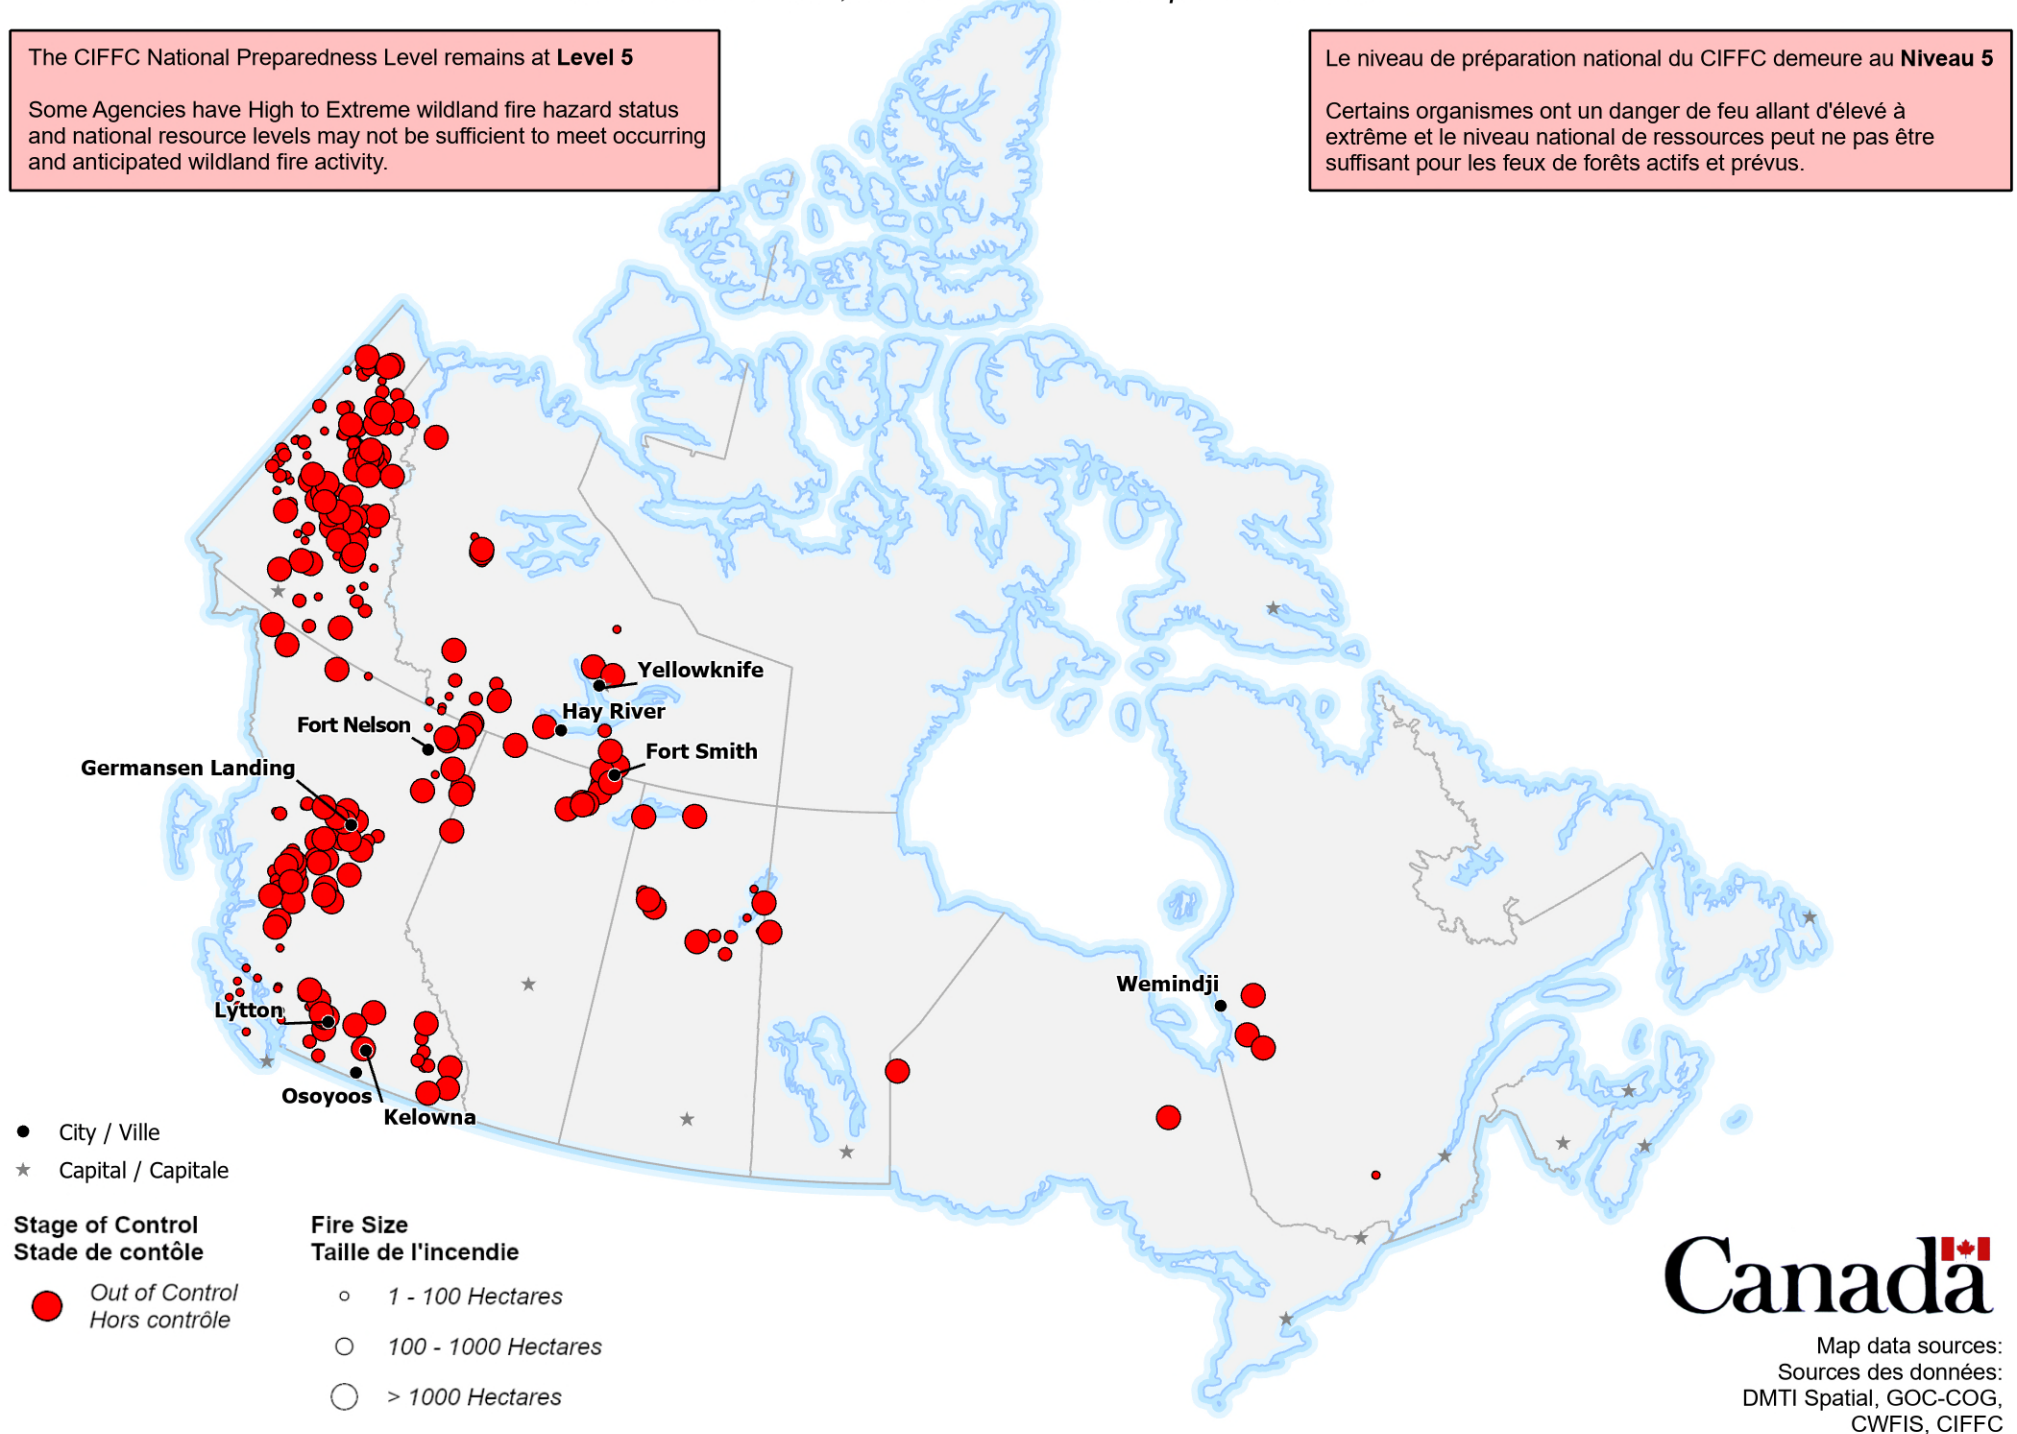 The CIFFC National Preparedness Level remains at Level 5
Some Agencies have High to Extreme wildland fire hazard status
and national resource levels may not be sufficient to meet occurring
and anticipated wildland fire activity.
Le niveau de préparation national du CIFFC demeure au Niveau 5
Certains organismes ont un danger de feu allant d'élevé à
extrême et le niveau national de ressources peut ne pas être
suffisant pour les feux de forêts actifs et prévus.
Yellowknife
Hay River
Fort Nelson
Fort Smith
Germansen Landing
Wemindji
Lytton
Osoyoos
Kelowna
City / Ville
Capital / Capitale
Stage of Control
Stade de contôle
Out of Control
Hors contrôle
Fire Size
Taille de l'incendie
1 - 100 Hectares
100 - 1000 Hectares
> 1000 Hectares
Canada
Map data sources:
Sources des données:
DMTI Spatial, GOC-COG,
CWFIS, CIFFC